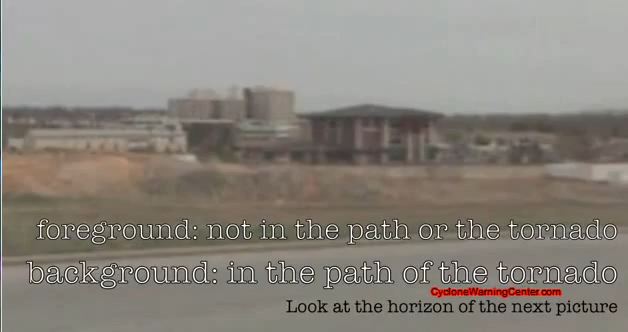 foreground: not in the path or the tornado
background: in the path of the tornado
CycloneWarningCenter.com
Look at the horizon of the next picture